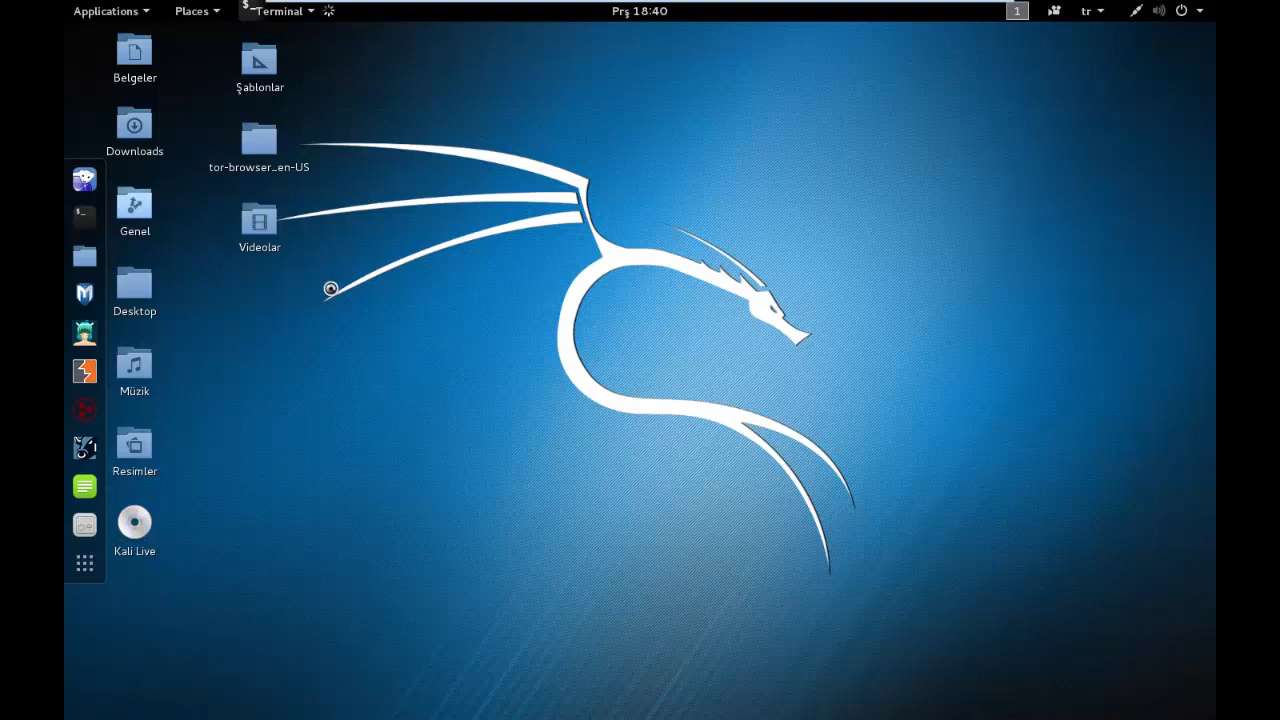 Applications
Places
Terminal
Prş 18:40
1
tr
Belgeler
Şablonlar
Downloads
tor-browser_en-US
Genel
Videolar
Desktop
Müzik
Resimler
Kali Live